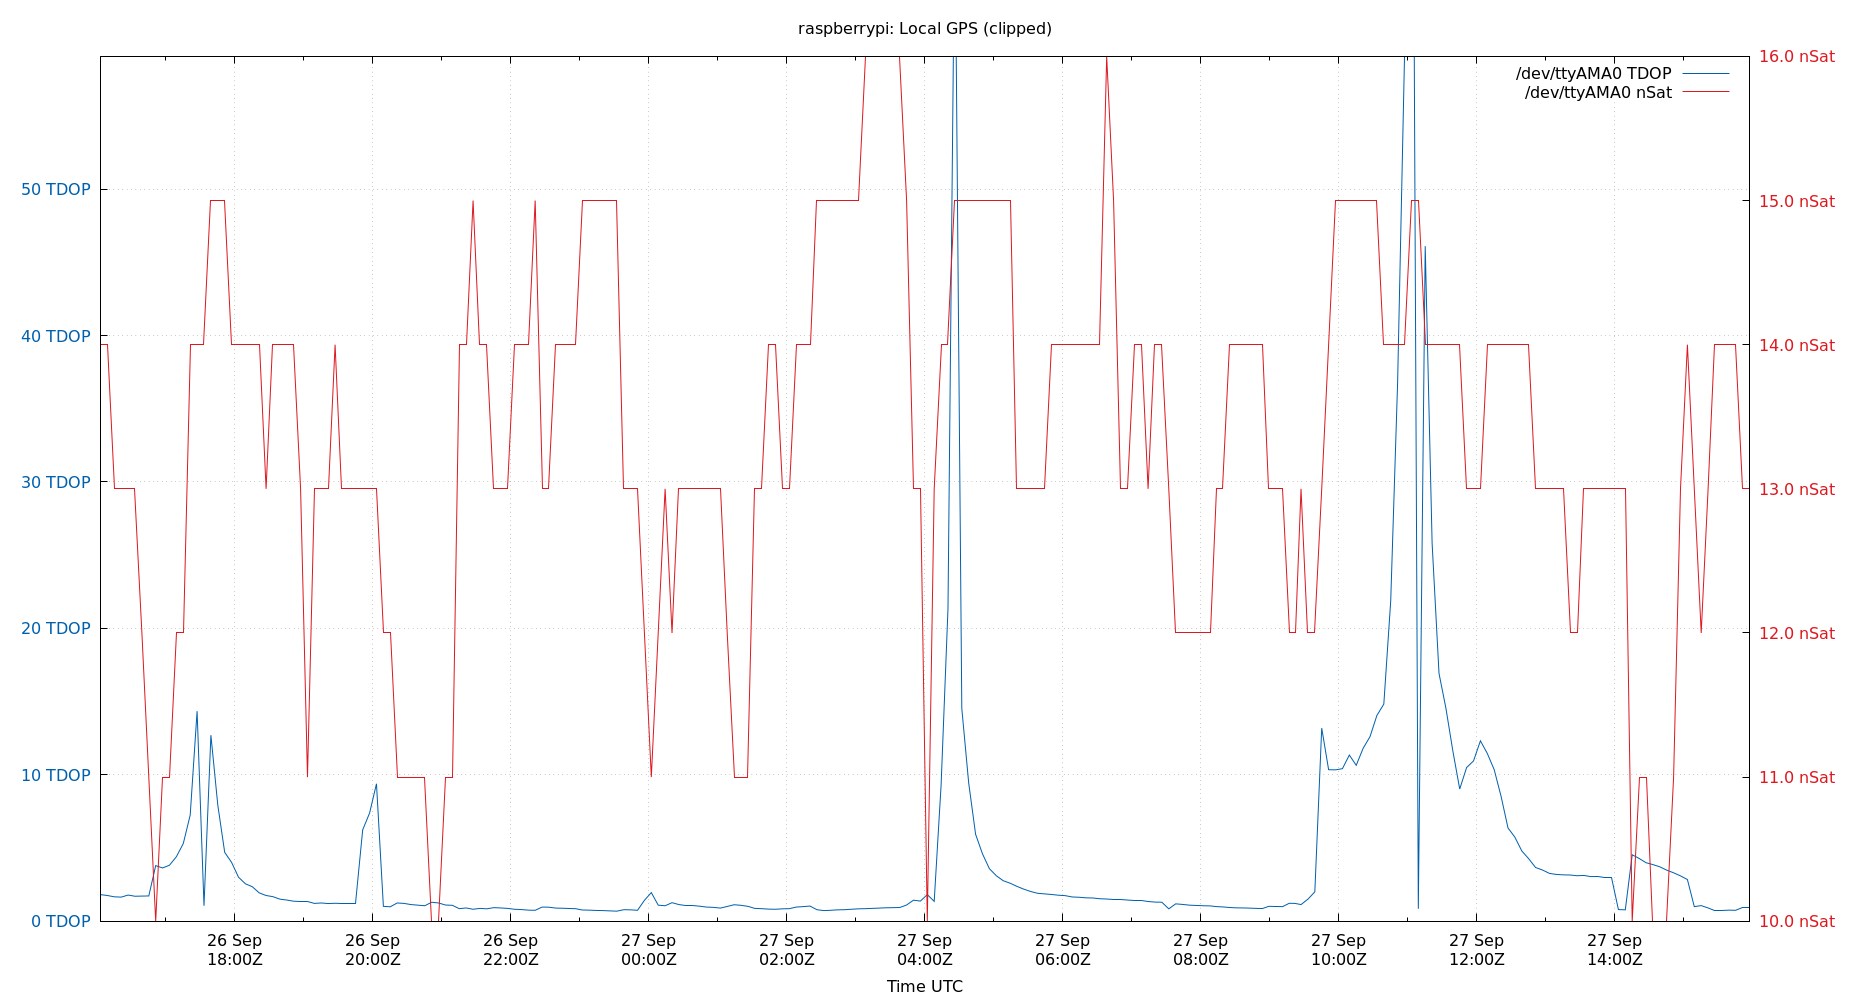 raspberrypi: Local GPS (clipped)
/dev/ttyAMA0 TDOP
/dev/ttyAMA0 nSat
50 TDOP
40 TDOP
30 TDOP
20 TDOP
10 TDOP
0 TDOP
16.0 nSat
15.0 nSat
14.0 nSat
13.0 nSat
12.0 nSat
11.0 nSat
10.0 nSat
26 Sep
18:00Z
26 Sep
20:00Z
26 Sep
22:00Z
27 Sep
00:00Z
27 Sep
02:00Z
27 Sep
04:00Z
27 Sep
06:00Z
27 Sep
08:00Z
27 Sep
10:00Z
27 Sep
12:00Z
27 Sep
14:00Z
Time UTC